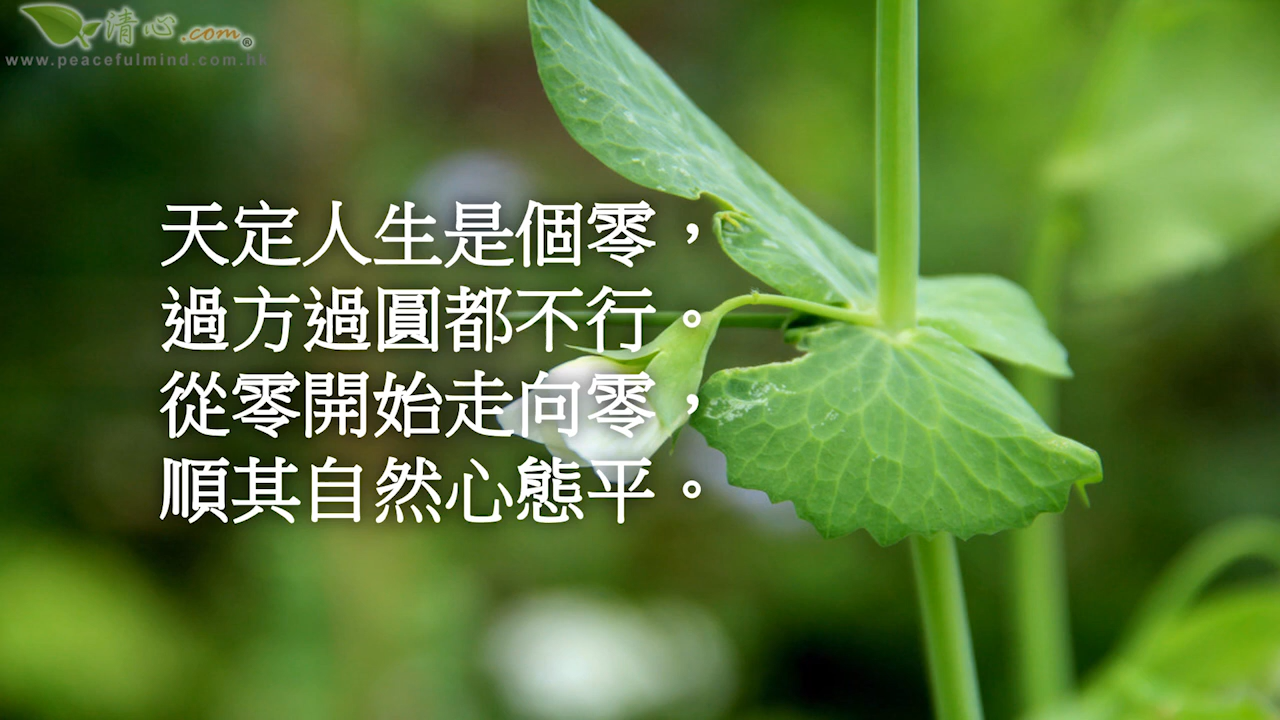 清心.com®
www.peacefulmind.com.hk
天定人生是個零，
過方過圓都不行。
從零開始走向零，
順其自然心態平。